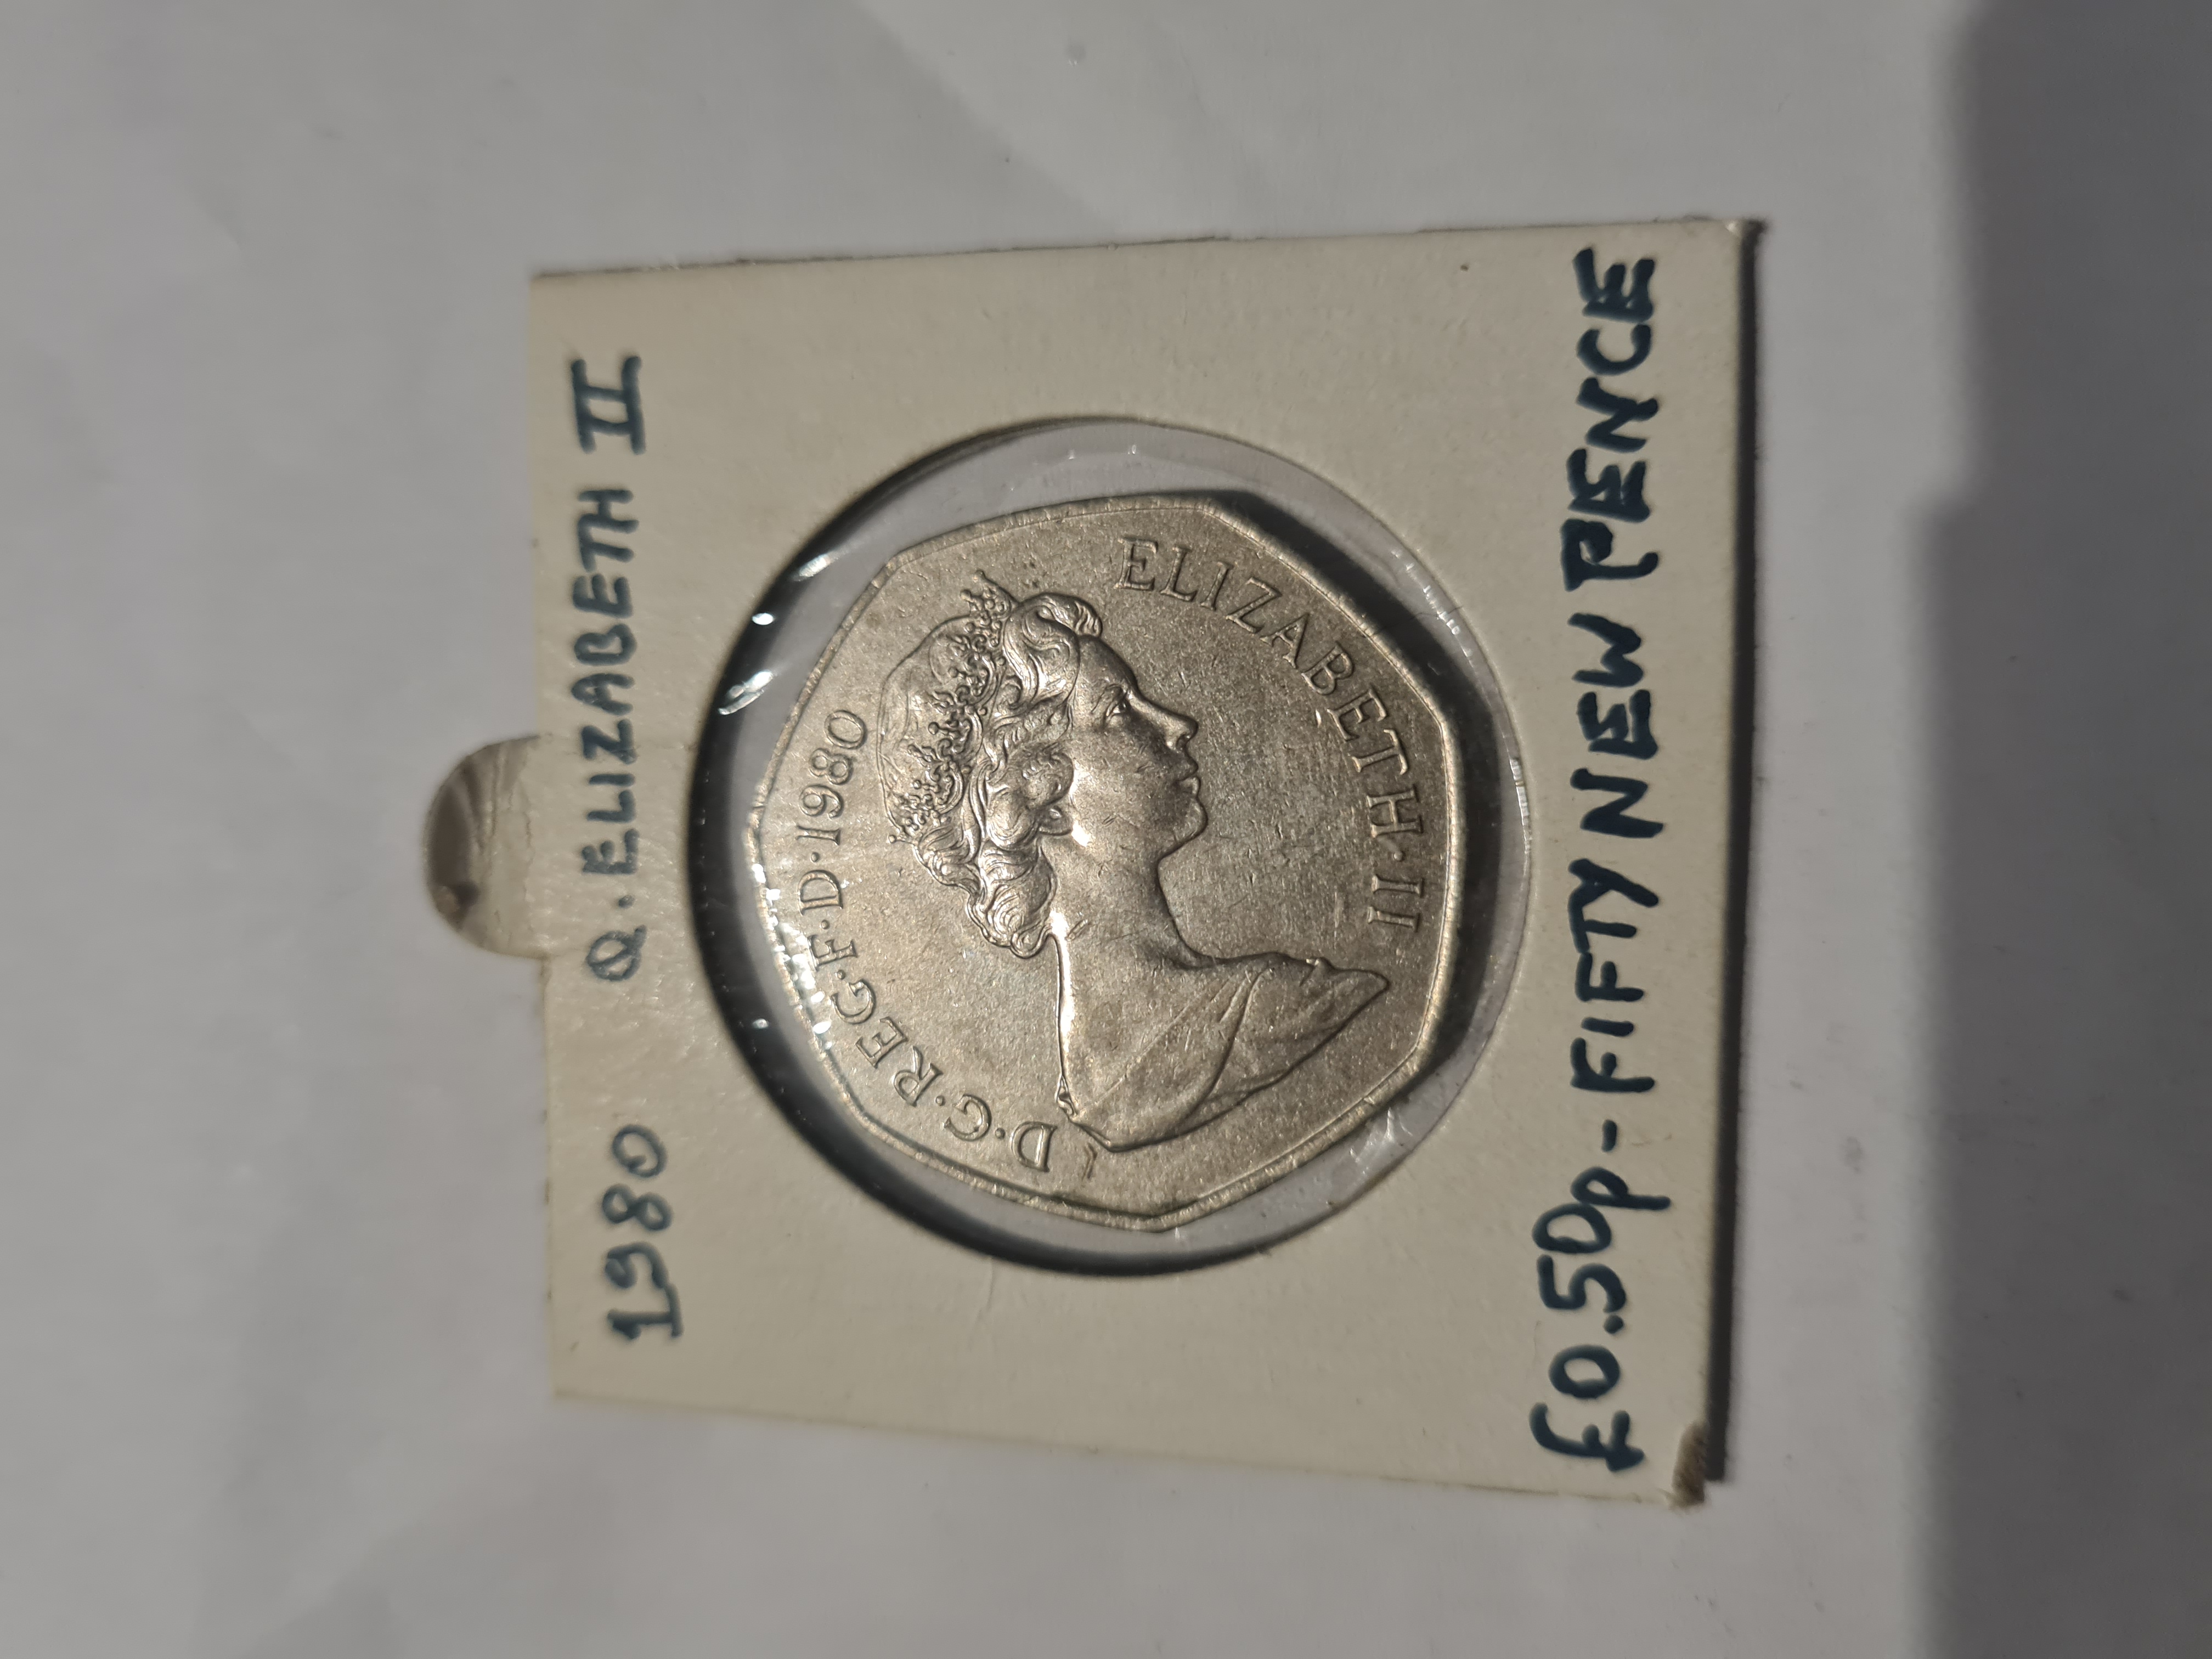 1980 Q. ELIZABETH II
D·G·REG·F·D·1980
ELIZABETH·II
£0.50p - FIFTY NEW PENCE